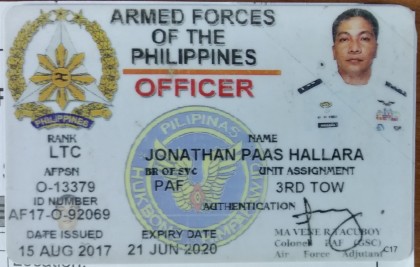 ARMED FORCES
OF THE
PHILIPPINES
OFFICER
PHILIPPINES
RANK NAME
LTC JONATHAN PAAS HALLARA
AFPSN BR OF SVC UNIT ASSIGNMENT
O-13379 PAF 3RD TOW
ID NUMBER AUTHENTICATION
AF17-O-92069
DATE ISSUED EXPIRY DATE
15 AUG 2017 21 JUN 2020
PILIPINAS
HUKBONG
MA VENE R TACUBOY
Colonel PAF (GSC)
Air Force Adjutant
C17
Location: